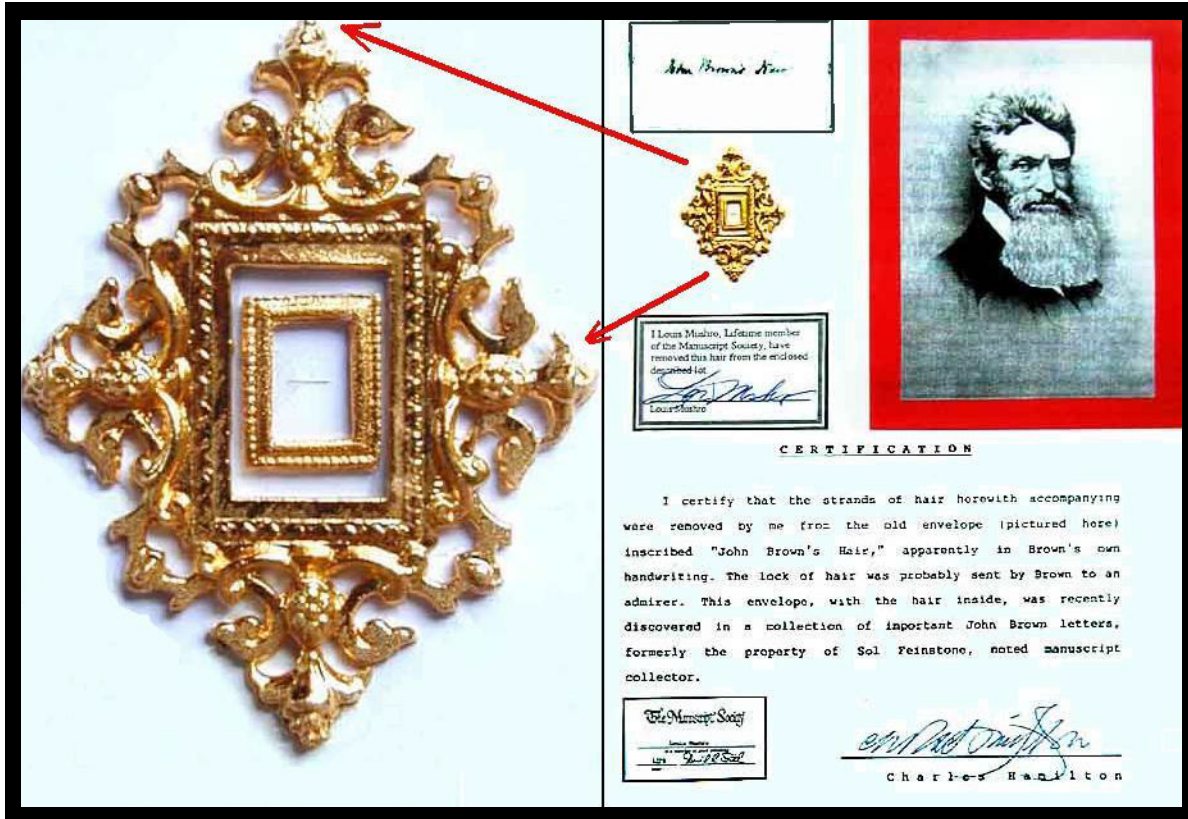 John Brown's Hair
I Louis Mushro, Lifetime member
of the Manuscript Society, have
removed this hair from the enclosed
described lot
Louis Mushro
CERTIFICATION
I certify that the strands of hair herewith accompanying
were removed by me from the old envelope (pictured here)
inscribed "John Brown's Hair," apparently in Brown's own
handwriting. The lock of hair was probably sent by Brown to an
admirer. This envelope, with the hair inside, was recently
discovered in a collection of important John Brown letters,
formerly the property of Sol Feinstone, noted manuscript
collector.
The Manuscript Society
Louis Mushro
LIFE
Charles Hamilton